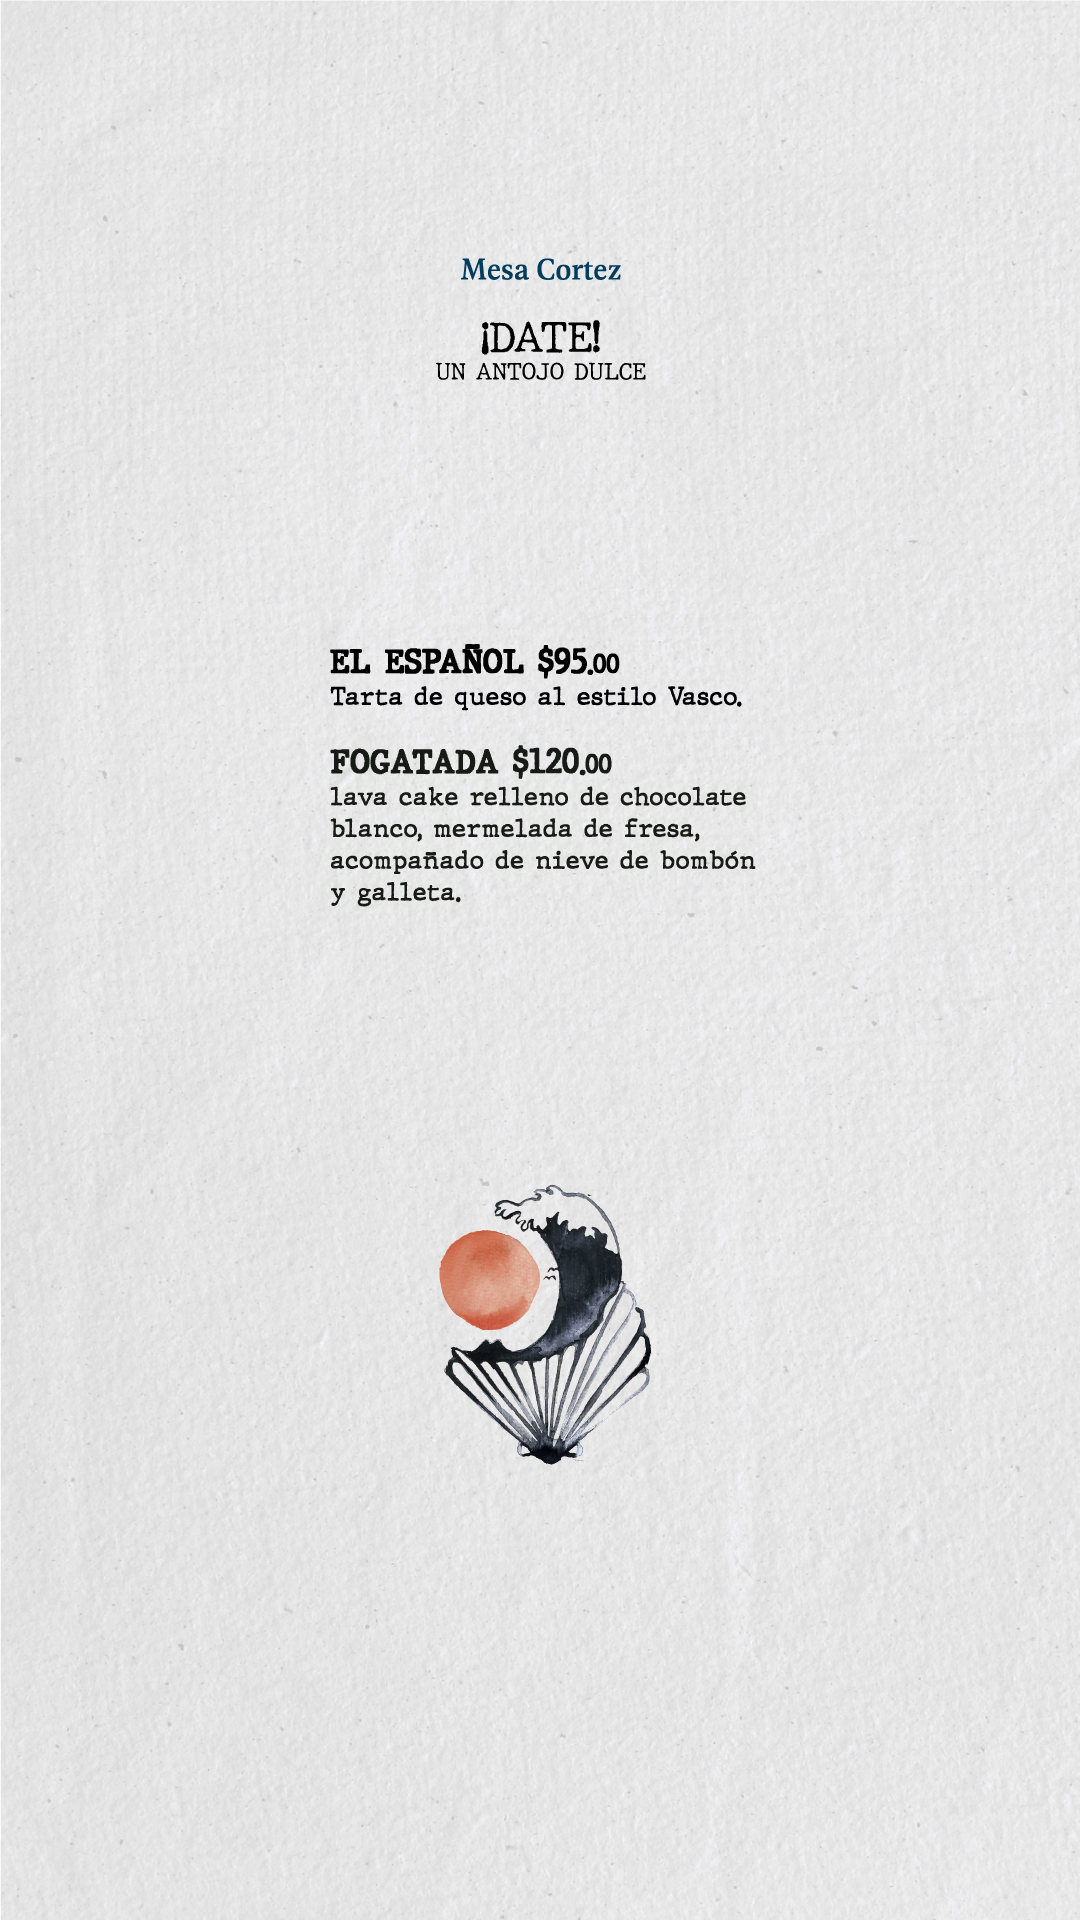 Mesa Cortez
¡DATE!
UN ANTOJO DULCE
EL ESPAÑOL $95.00
Tarta de queso al estilo Vasco.
FOGATADA $120.00
lava cake relleno de chocolate
blanco, mermelada de fresa,
acompañado de nieve de bombón
y galleta.